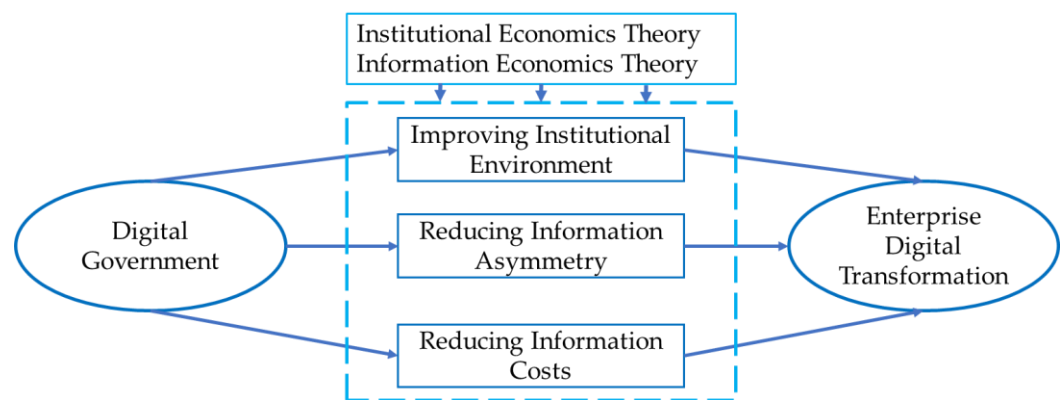 Institutional Economics Theory
Information Economics Theory
Improving Institutional
Environment
Digital
Government
Reducing Information
Asymmetry
Enterprise
Digital
Transformation
Reducing Information
Costs